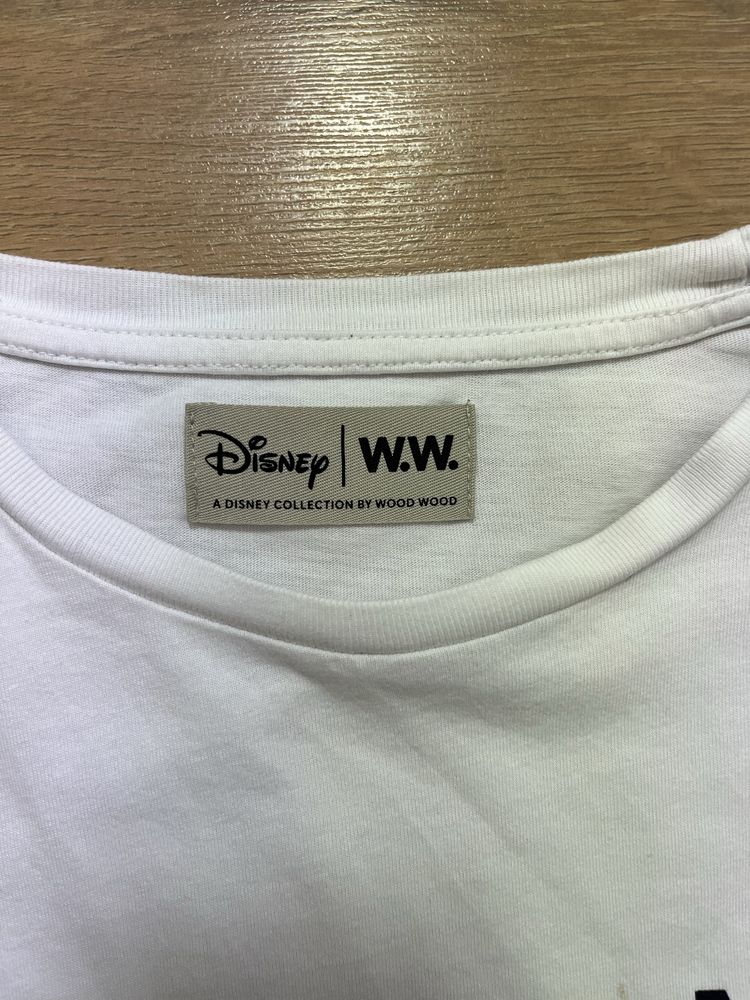 Disney | W.W.
A DISNEY COLLECTION BY WOOD WOOD